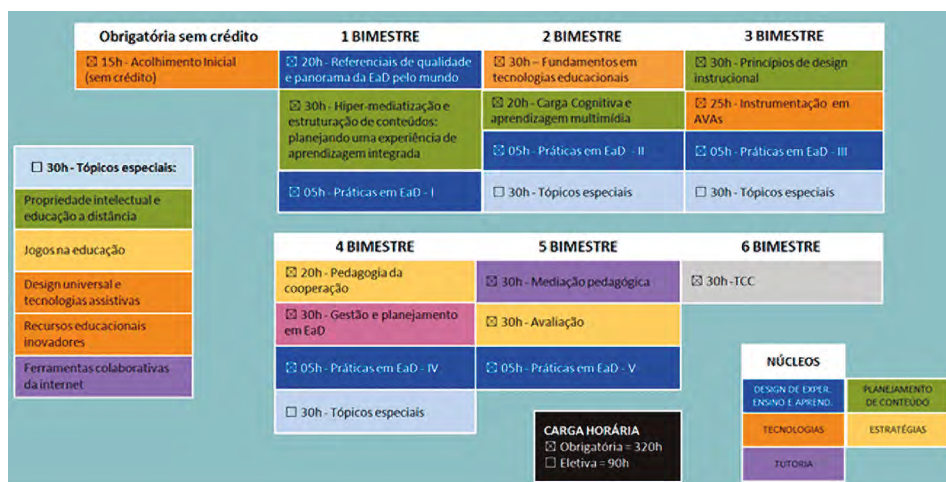 Obrigatória sem crédito
☒ 15h - Acolhimento Inicial
(sem crédito)
1 BIMESTRE
☒ 20h - Referenciais de qualidade
e panorama da EaD pelo mundo
☒ 30h - Hiper-mediatização e
estruturação de conteúdos:
planejando uma experiência de
aprendizagem integrada
☒ 05h - Práticas em EaD - I
2 BIMESTRE
☒ 30h – Fundamentos em
tecnologias educacionais
☒ 20h - Carga Cognitiva e
aprendizagem multimídia
☒ 05h - Práticas em EaD - II
☐ 30h - Tópicos especiais
3 BIMESTRE
☒ 30h - Princípios de design
instrucional
☒ 25h - Instrumentação em
AVAs
☒ 05h - Práticas em EaD - III
☐ 30h - Tópicos especiais
☐ 30h - Tópicos especiais:
Propriedade intelectual e
educação a distância
Jogos na educação
Design universal e
tecnologias assistivas
Recursos educacionais
inovadores
Ferramentas colaborativas
da internet
4 BIMESTRE
☒ 20h - Pedagogia da
cooperação
☒ 30h - Gestão e planejamento
em EaD
☒ 05h - Práticas em EaD - IV
☐ 30h - Tópicos especiais
5 BIMESTRE
☒ 30h - Mediação pedagógica
☒ 30h - Avaliação
☒ 05h - Práticas em EaD - V
6 BIMESTRE
☒ 30h -TCC
CARGA HORÁRIA
☒ Obrigatória = 320h
☐ Eletiva = 90h
NÚCLEOS
DESIGN DE EXPER.
ENSINO E APREND.
PLANEJAMENTO
DE CONTEÚDO
TECNOLOGIAS
ESTRATÉGIAS
TUTORIA